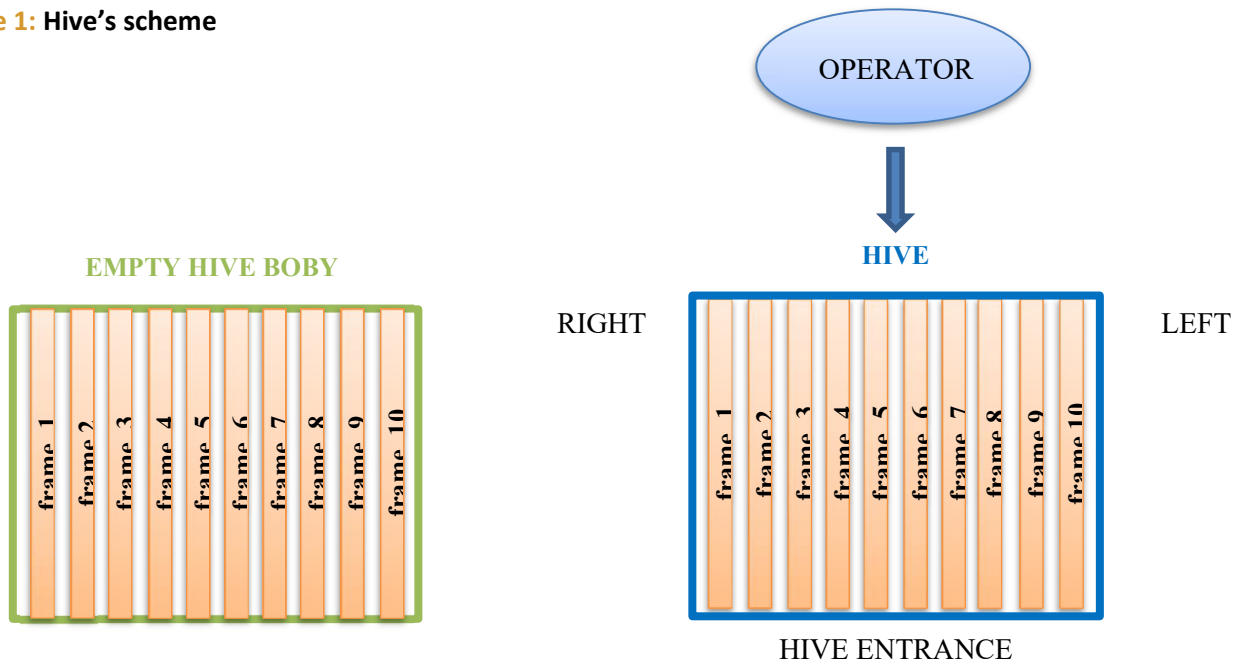 e 1: Hive's scheme
OPERATOR
HIVE
EMPTY HIVE BOBY
RIGHT
LEFT
frame 1
frame 2
frame 3
frame 4
frame 5
frame 6
frame 7
frame 8
frame 9
frame 10
frame 1
frame 2
frame 3
frame 4
frame 5
frame 6
frame 7
frame 8
frame 9
frame 10
HIVE ENTRANCE